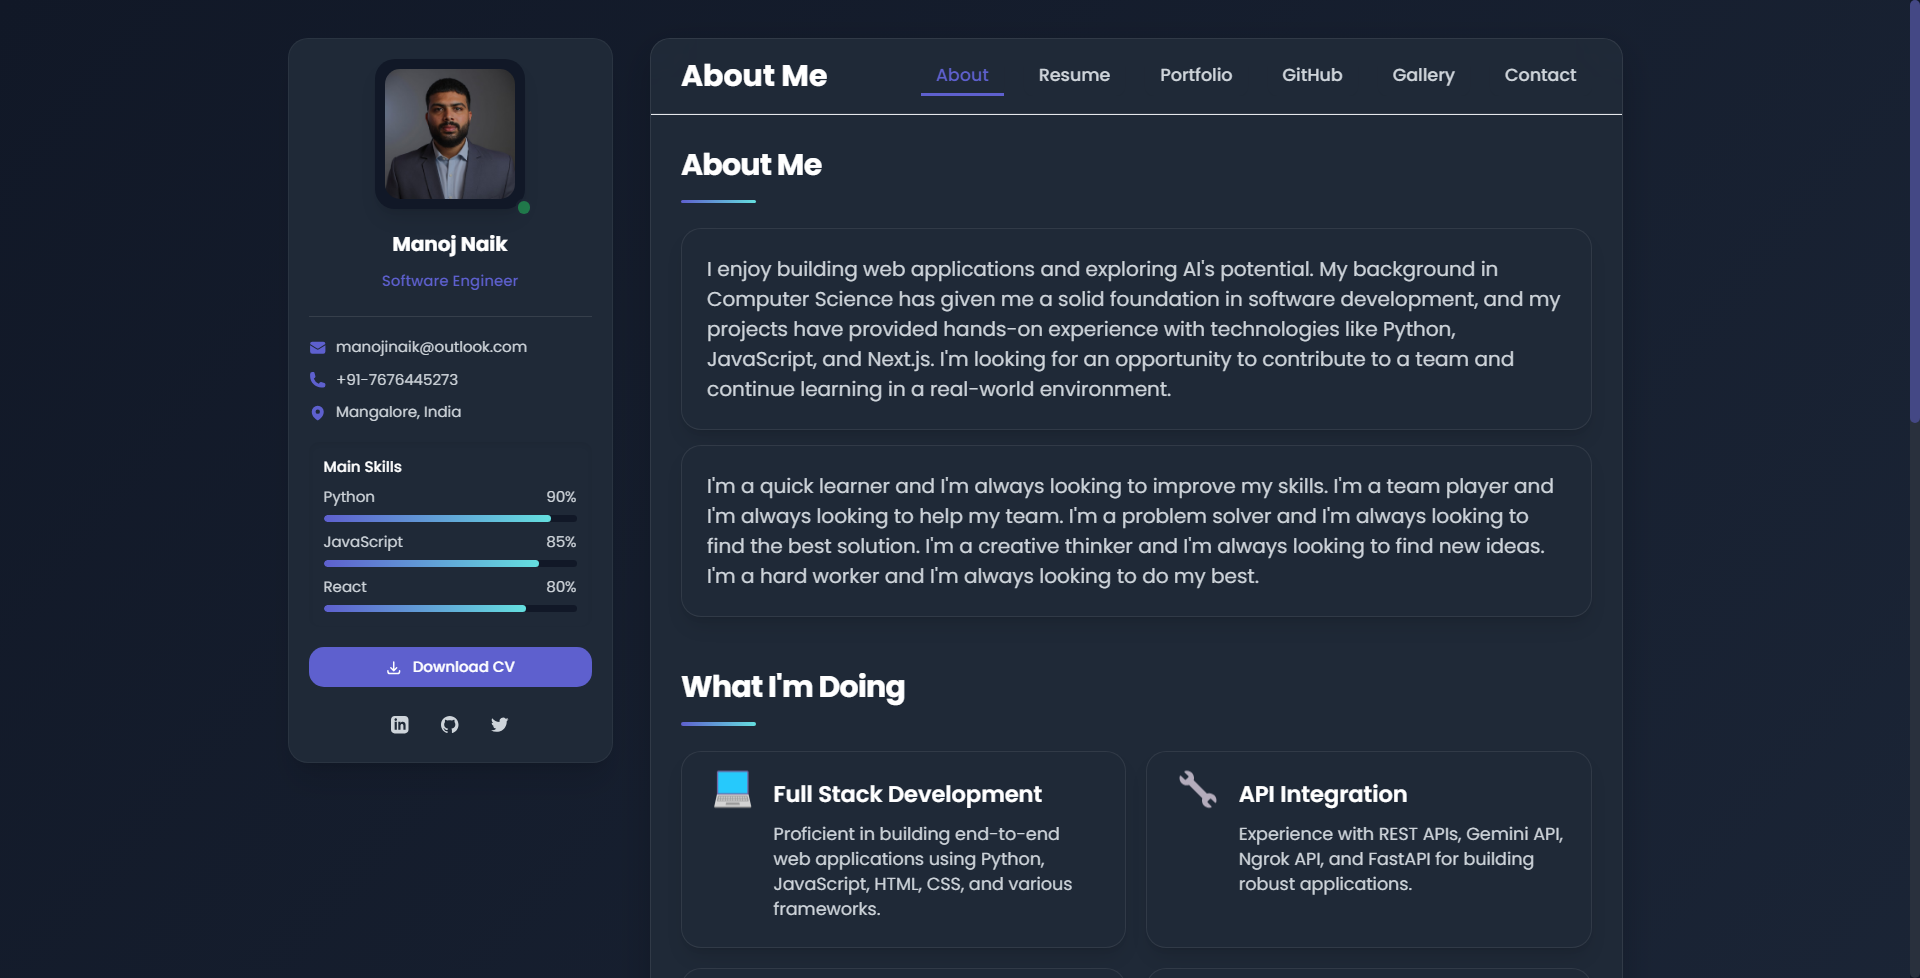 Manoj Naik
Software Engineer
manojinaik@outlook.com
+91-7676445273
Mangalore, India
Main Skills
Python 90%
JavaScript 85%
React 80%
Download CV
About Me
About Resume Portfolio GitHub Gallery Contact
About Me
I enjoy building web applications and exploring AI's potential. My background in
Computer Science has given me a solid foundation in software development, and my
projects have provided hands-on experience with technologies like Python,
JavaScript, and Next.js. I'm looking for an opportunity to contribute to a team and
continue learning in a real-world environment.
I'm a quick learner and I'm always looking to improve my skills. I'm a team player and
I'm always looking to help my team. I'm a problem solver and I'm always looking to
find the best solution. I'm a creative thinker and I'm always looking to find new ideas.
I'm a hard worker and I'm always looking to do my best.
What I'm Doing
Full Stack Development
Proficient in building end-to-end
web applications using Python,
JavaScript, HTML, CSS, and various
frameworks.
API Integration
Experience with REST APIs, Gemini API,
Ngrok API, and FastAPI for building
robust applications.